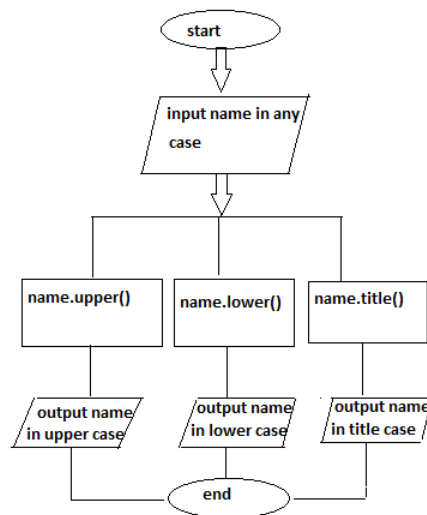 start
input name in any
case
name.upper()
name.lower()
name.title()
output name
in upper case
output name
in lower case
output name
in title case
end